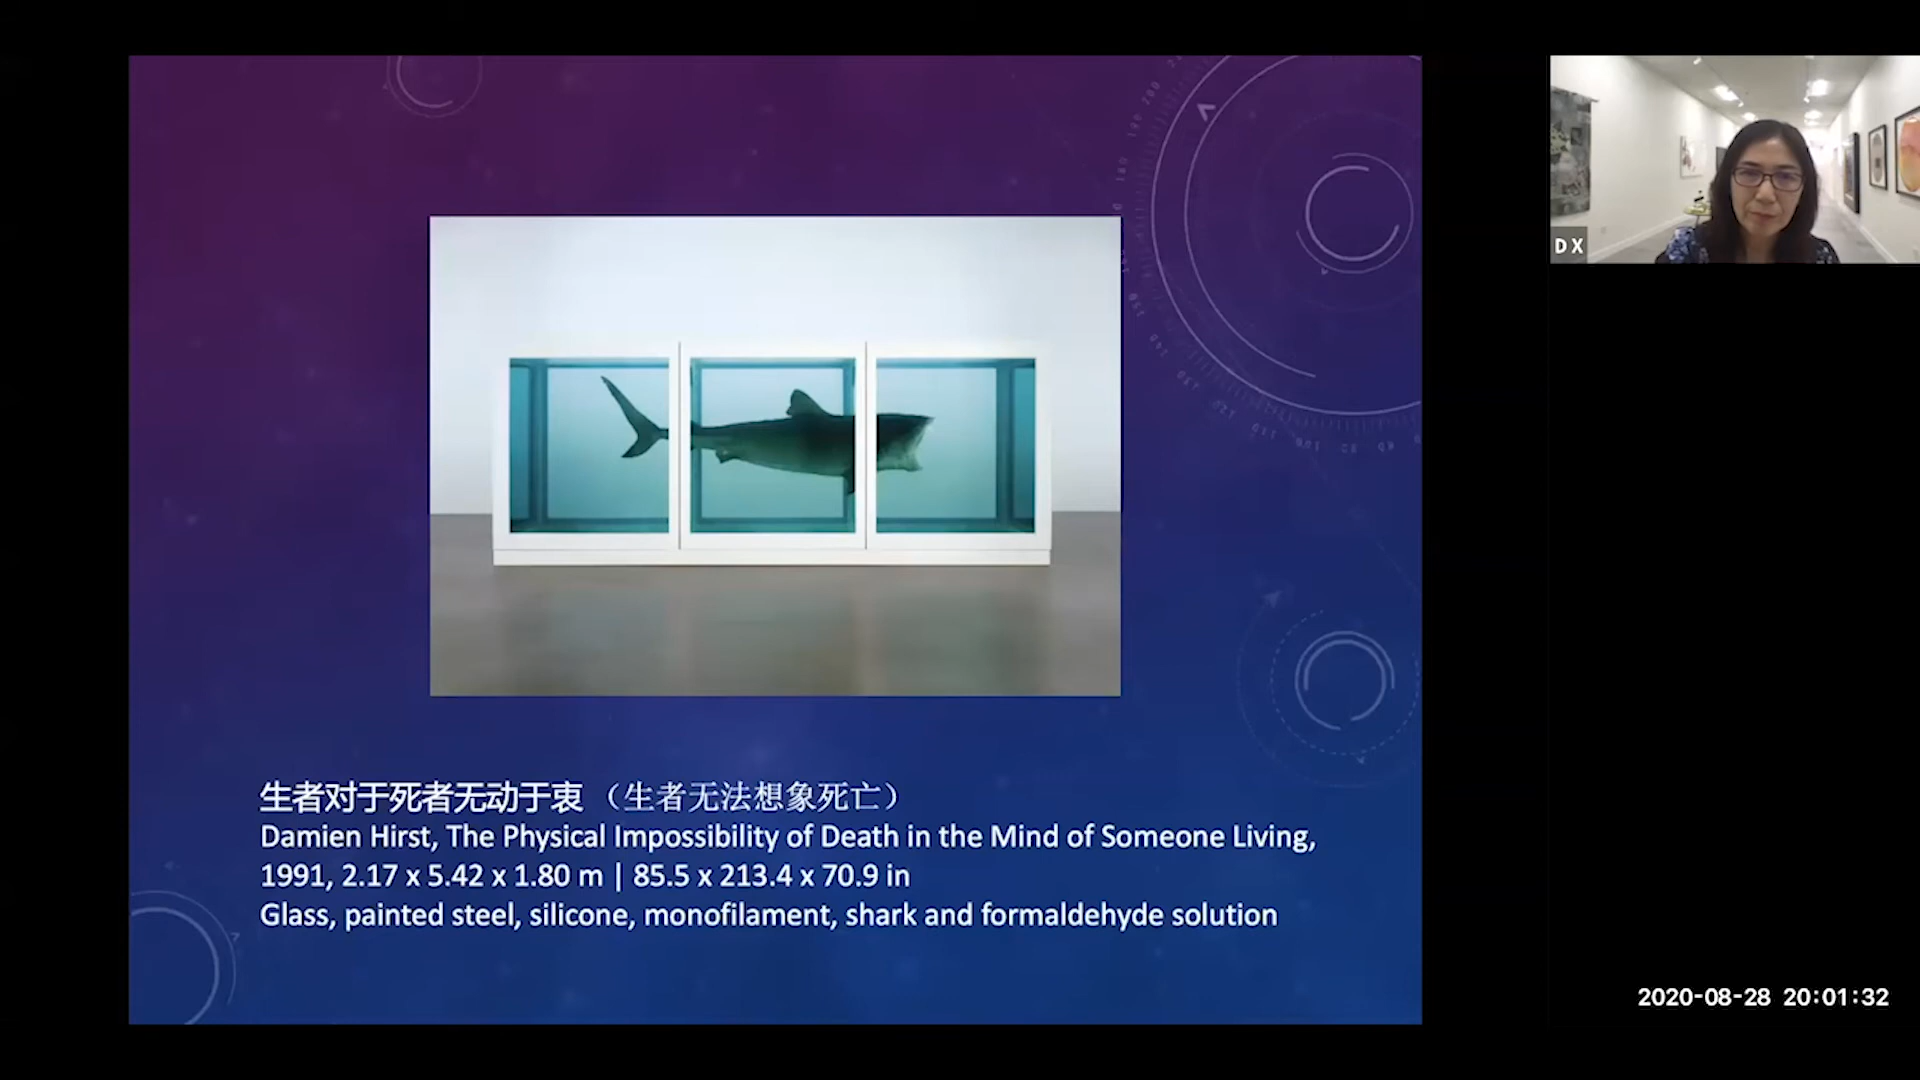 生者对于死者无动于衷 （生者无法想象死亡）
Damien Hirst, The Physical Impossibility of Death in the Mind of Someone Living,
1991, 2.17 x 5.42 x 1.80 m | 85.5 x 213.4 x 70.9 in
Glass, painted steel, silicone, monofilament, shark and formaldehyde solution
D X
2020-08-28 20:01:32